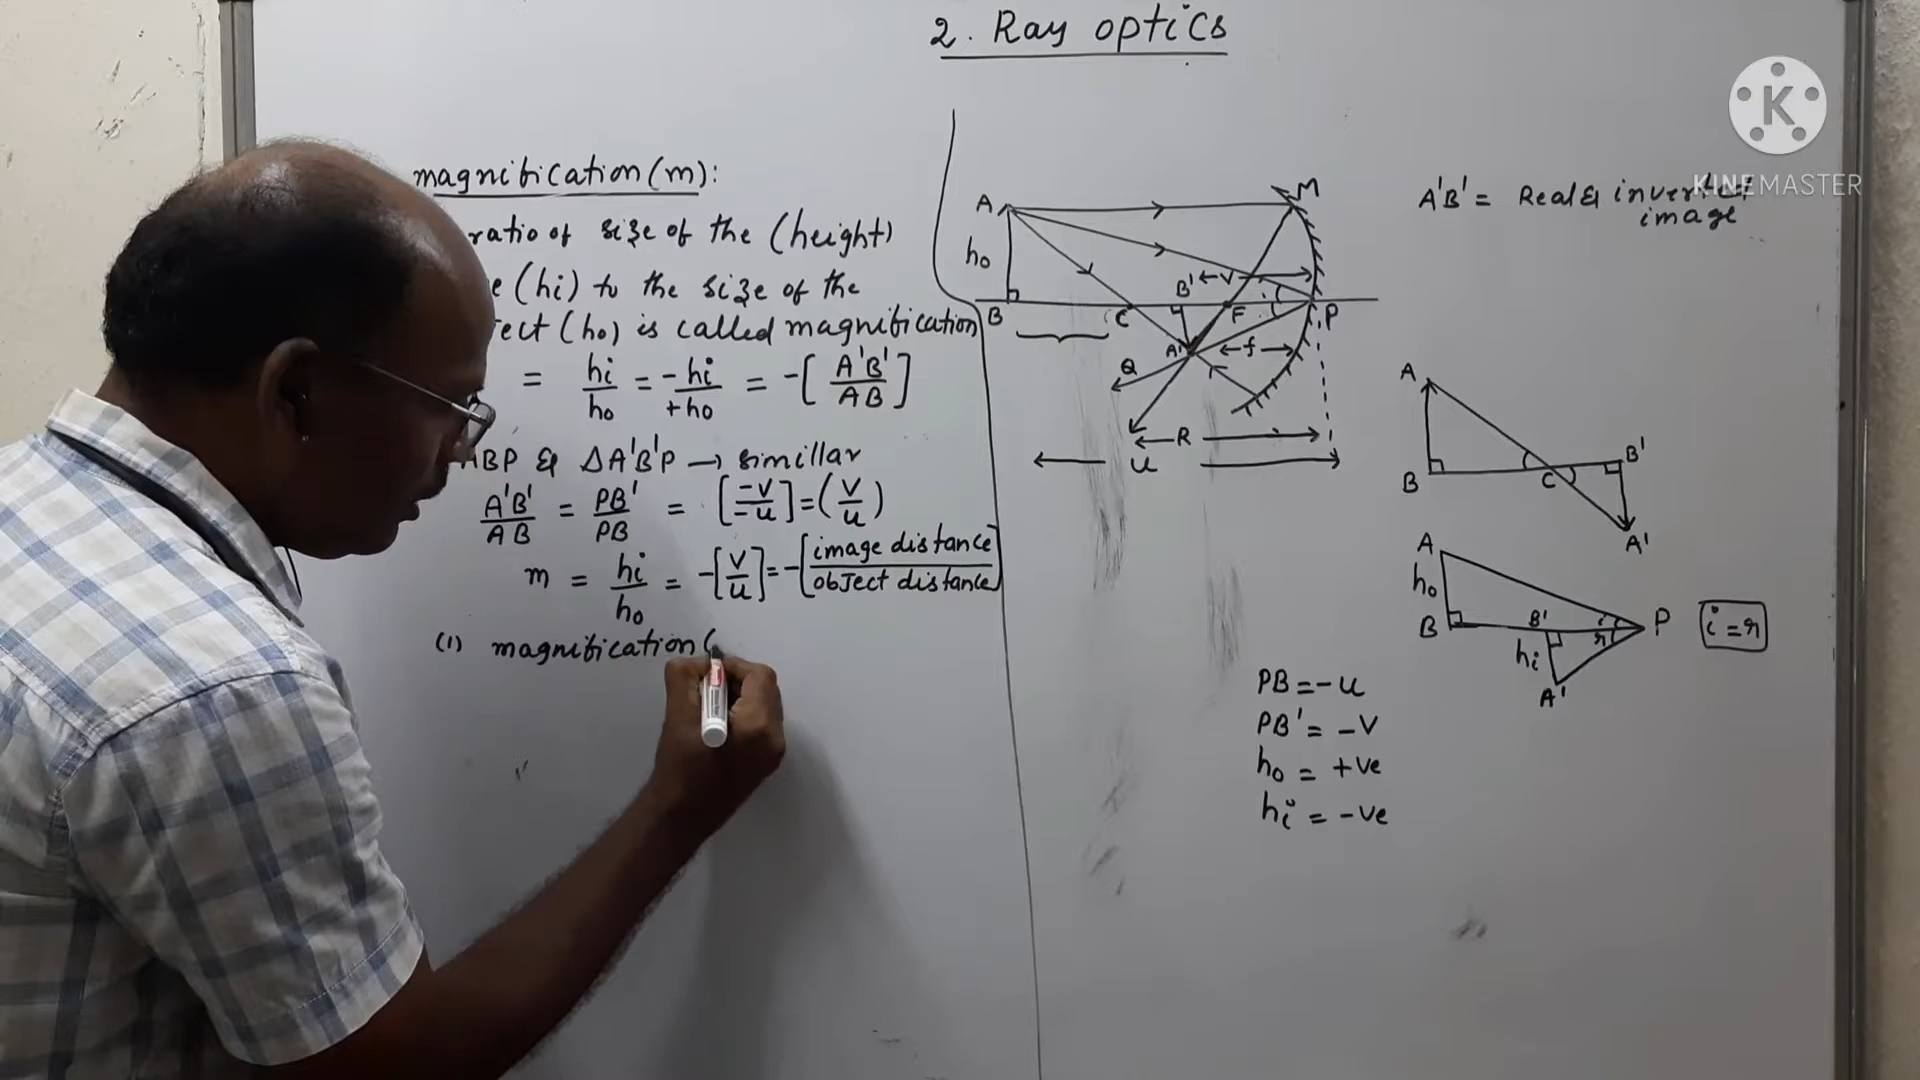 2. Ray optics
magnification (m):
ratio of size of the (height)
(hi) to the size of the
(ho) is called magnification
= hi/ho = -hi/+ho = -[A'B'/AB]
ABP & ΔA'B'P → simillar
A'B'/AB = PB'/PB = [-v/-u] = (v/u)
m = hi/ho = -[v/u] = -[image distance/object distance]
(1) magnification (
A M
ho
B' ←v→
B C F P
A' ←f→
Q
←R→
← u →
A'B' = Real & inverted
image
A
B'
B C
A'
A
ho
B B' i P
r
hi
A'
i = r
PB = -u
PB' = -v
ho = +ve
hi = -ve
K
KINEMASTER